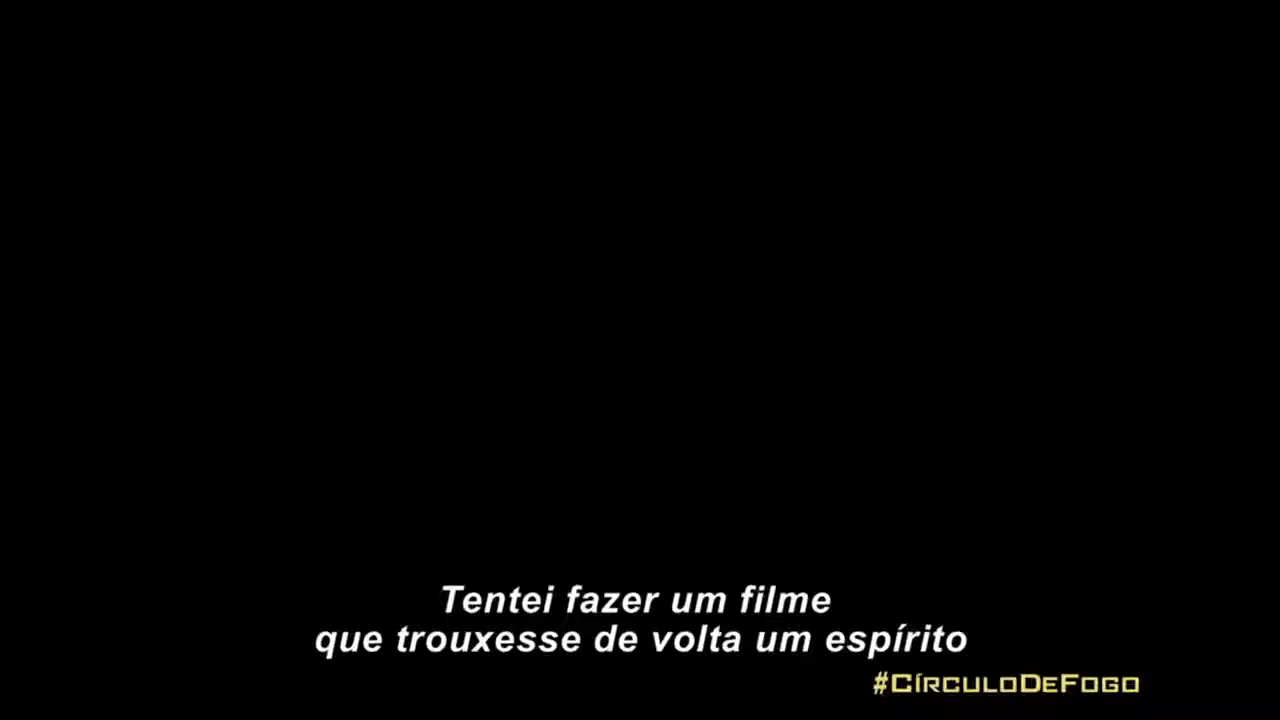 Tentei fazer um filme
que trouxesse de volta um espírito
#CÍRCULODEFOGO